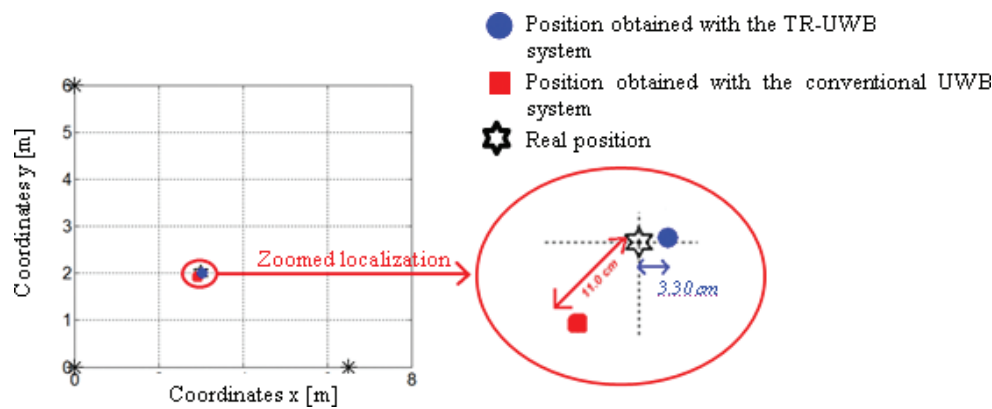 Position obtained with the TR-UWB
system
Position obtained with the conventional UWB
system
Real position
Coordinates y [m]
6
5
4
3
2
1
0
0
8
Coordinates x [m]
Zoomed localization
11.0 cm
3.30 cm